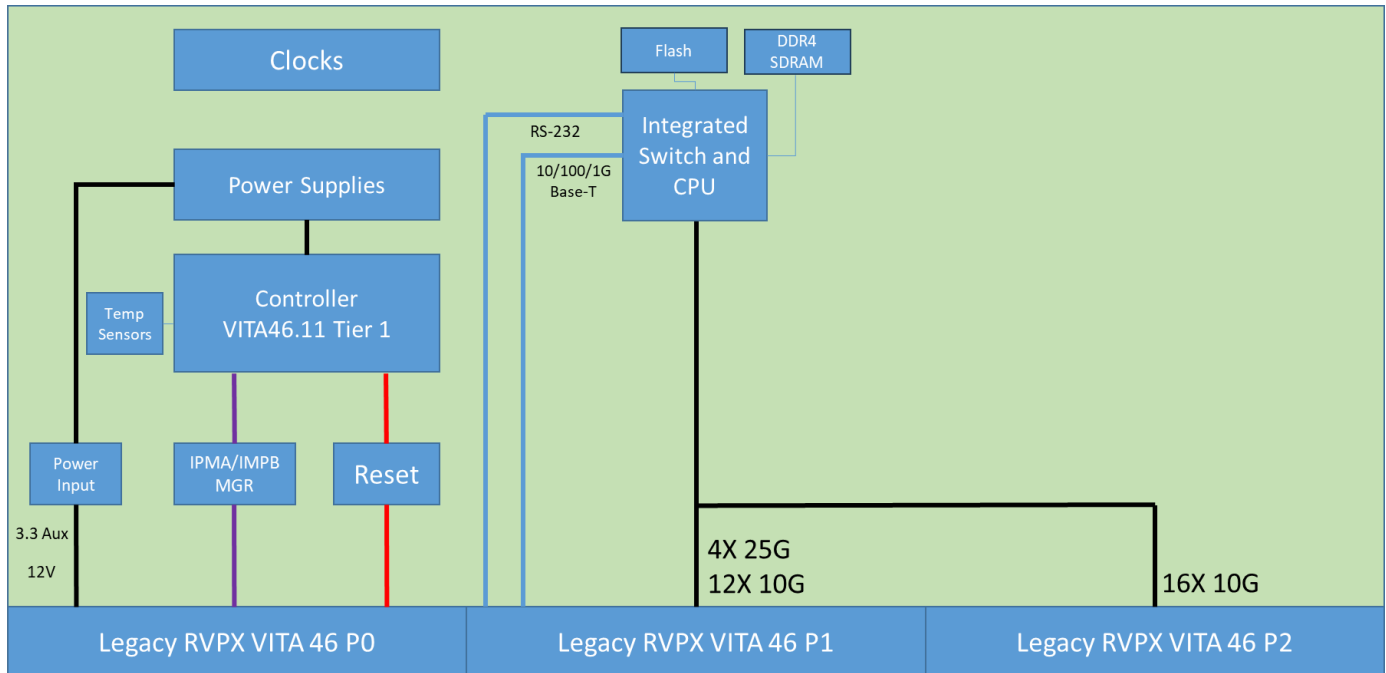 Clocks
Flash
DDR4
SDRAM
Integrated
Switch and
CPU
RS-232
10/100/1G
Base-T
Power Supplies
Controller
VITA46.11 Tier 1
Temp
Sensors
Power
Input
IPMA/IMPB
MGR
Reset
3.3 Aux
12V
4X 25G
12X 10G
16X 10G
Legacy RVPX VITA 46 P0
Legacy RVPX VITA 46 P1
Legacy RVPX VITA 46 P2